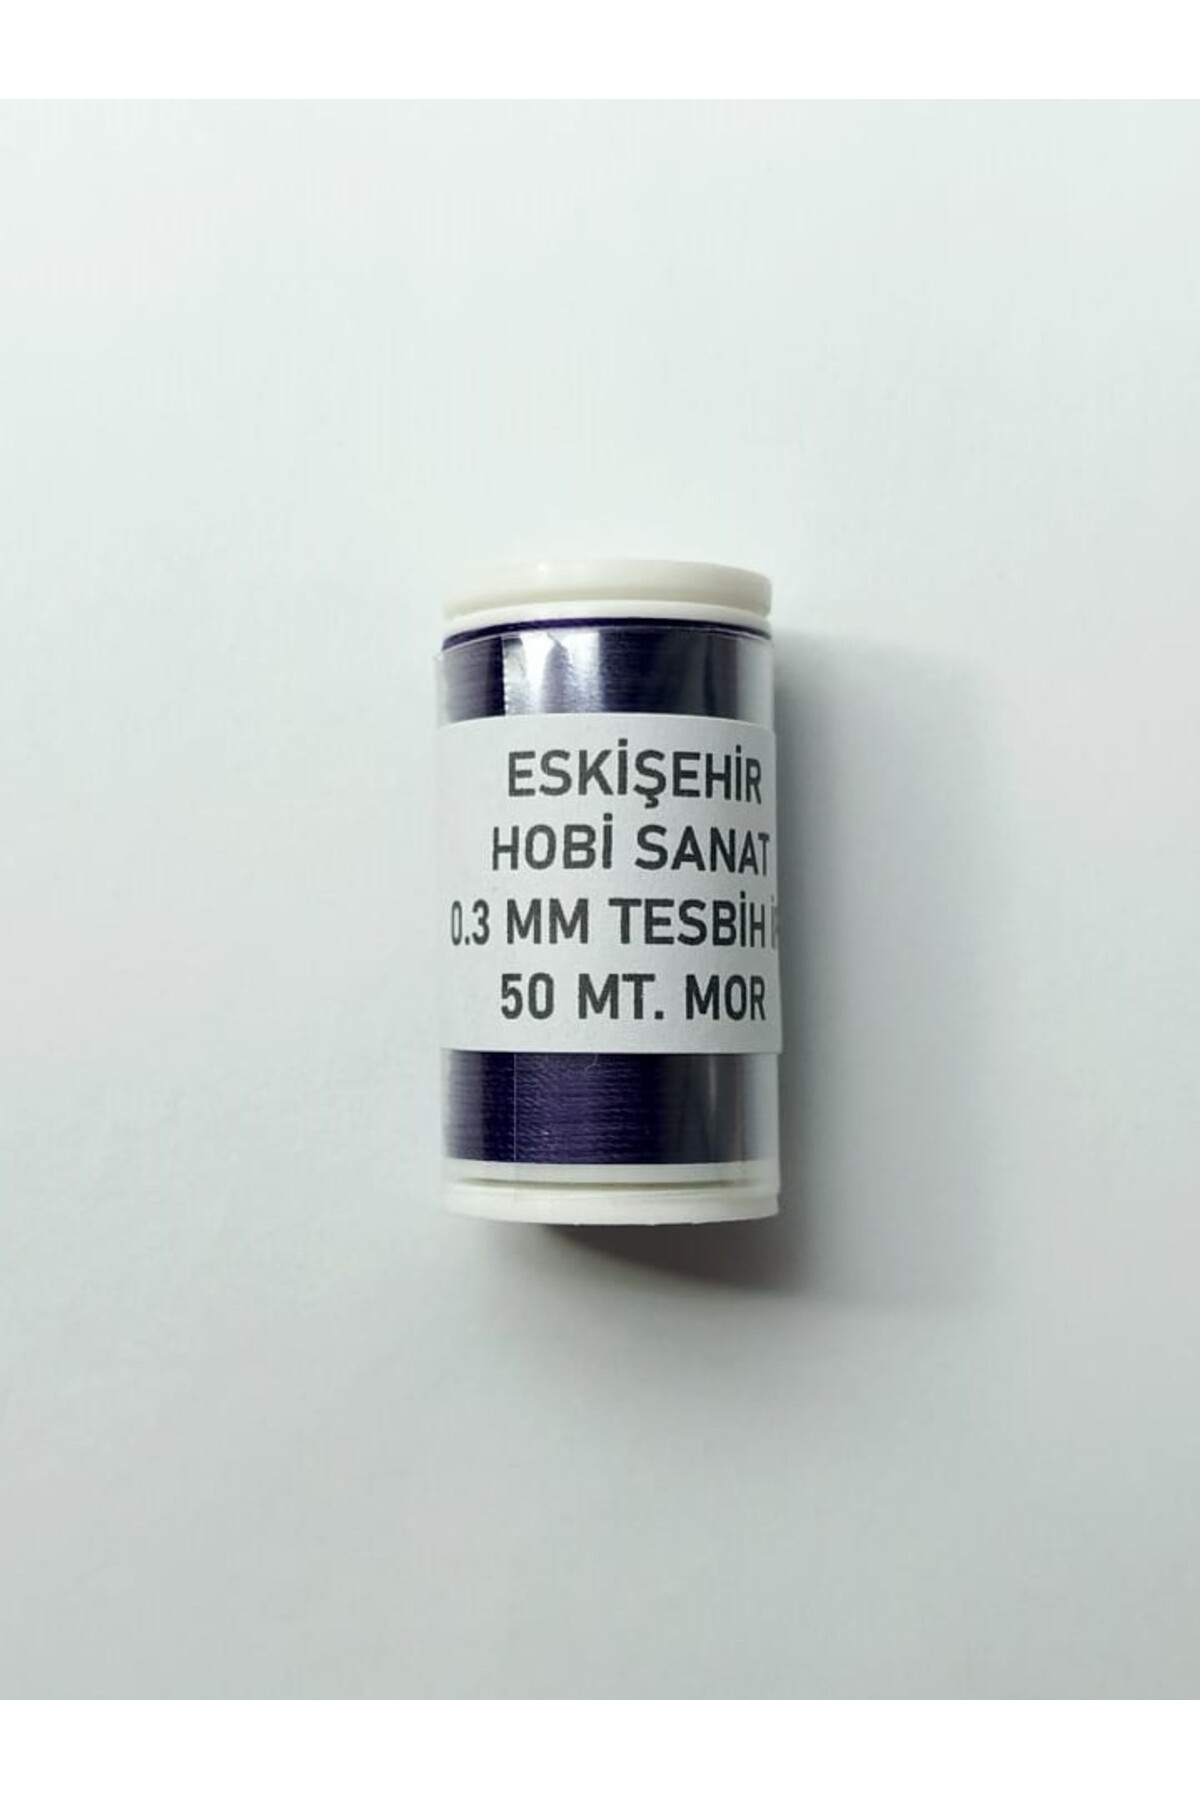 ESKİŞEHİR
HOBİ SANAT
0.3 MM TESBİH
50 MT. MOR